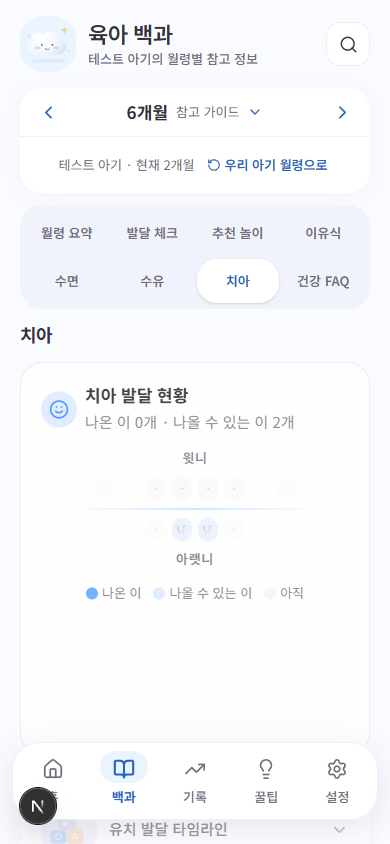 육아 백과
테스트 아기의 월령별 참고 정보
6개월 참고 가이드
테스트 아기 · 현재 2개월 우리 아기 월령으로
월령 요약 발달 체크 추천 놀이 이유식
수면 수유 치아 건강 FAQ
치아
치아 발달 현황
나온 이 0개 · 나올 수 있는 이 2개
윗니
아랫니
나온 이 나올 수 있는 이 아직
백과 기록 꿀팁 설정
N
유치 발달 타임라인